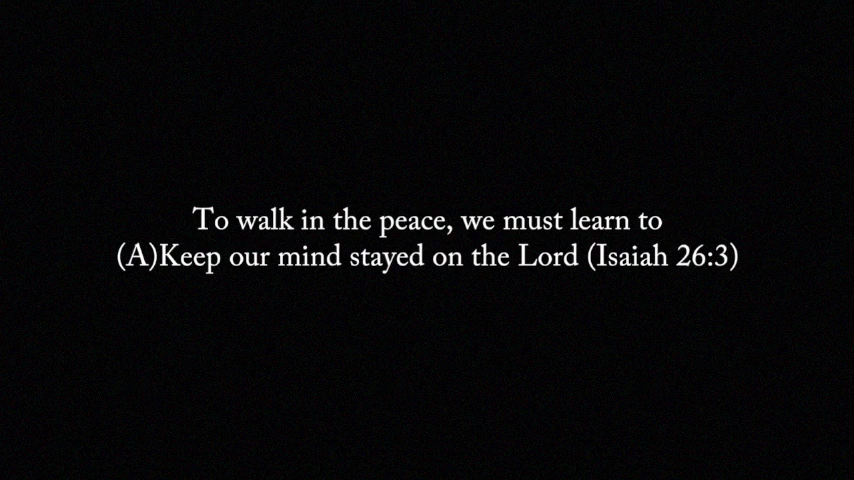 To walk in the peace, we must learn to
(A)Keep our mind stayed on the Lord (Isaiah 26:3)